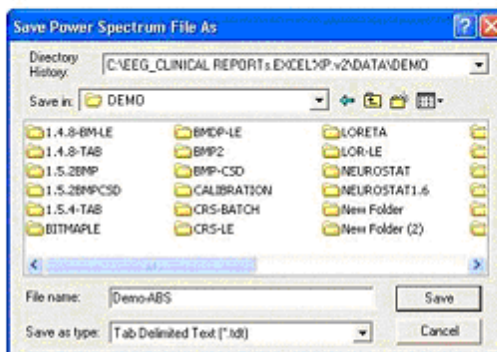 Save Power Spectrum File As
Directory History: C:\EEG_CLINICAL REPORTs.EXCEL'XP.v2\DATA\DEMO
Save in: DEMO
1.4.8-BM-LE BMDP-LE LORETA
1.4.8-TAB BMP2 LOR-LE
1.5.2BMP BMP-CSD NEUROSTAT
1.5.2BMPCSD CALIBRATION NEUROSTAT1.6
1.5.4-TAB CRS-BATCH New Folder
BITMAPLE CRS-LE New Folder (2)
File name: Demo-ABS Save
Save as type: Tab Delimited Text (*.tdt) Cancel